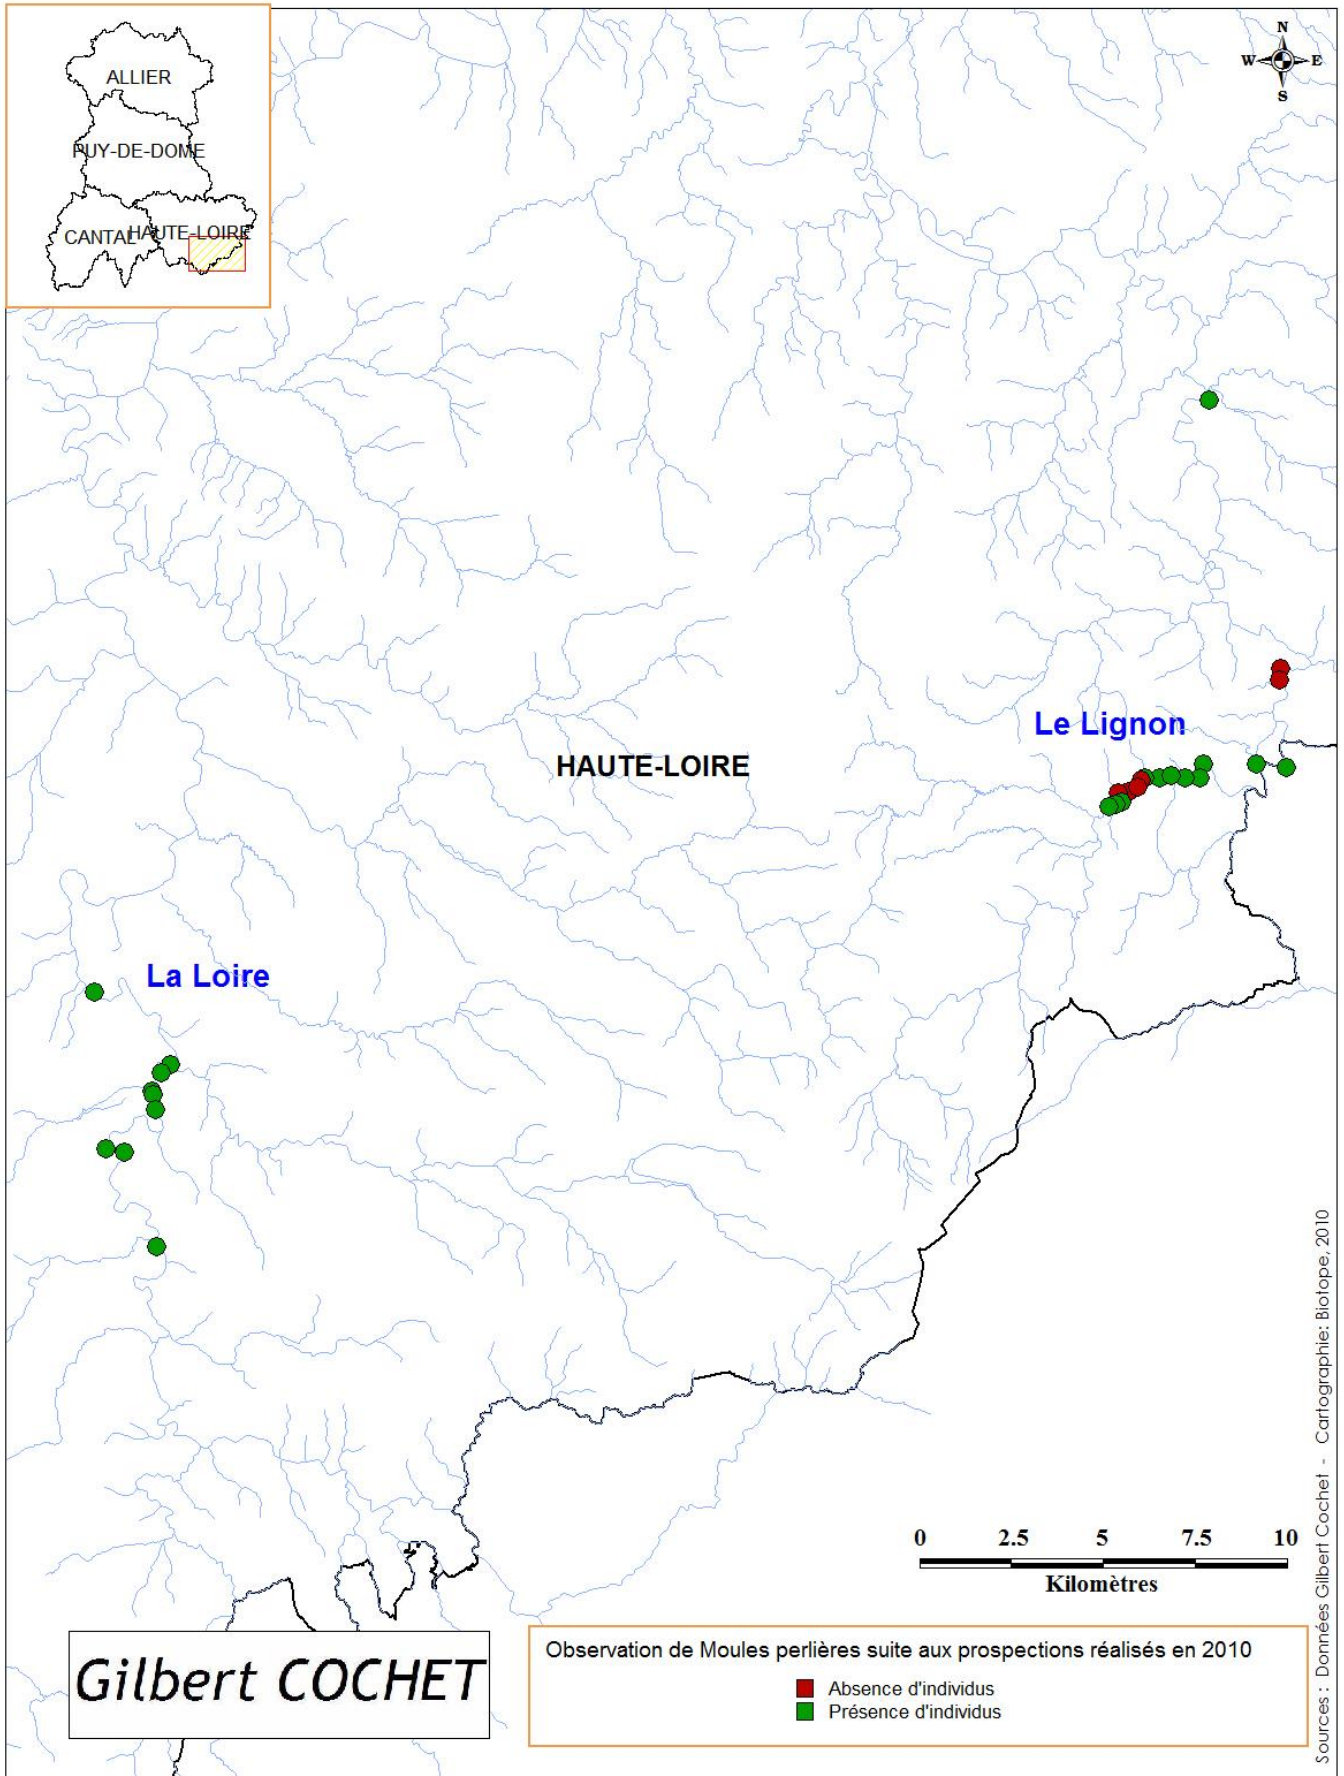 ALLIER
PUY-DE-DOME
CANTAL
HAUTE-LOIRE
N
W E
S
Le Lignon
HAUTE-LOIRE
La Loire
0 2.5 5 7.5 10
Kilomètres
Gilbert COCHET
Observation de Moules perlières suite aux prospections réalisés en 2010
Absence d'individus
Présence d'individus
Sources : Données Gilbert Cochet - Cartographie: Biotope, 2010